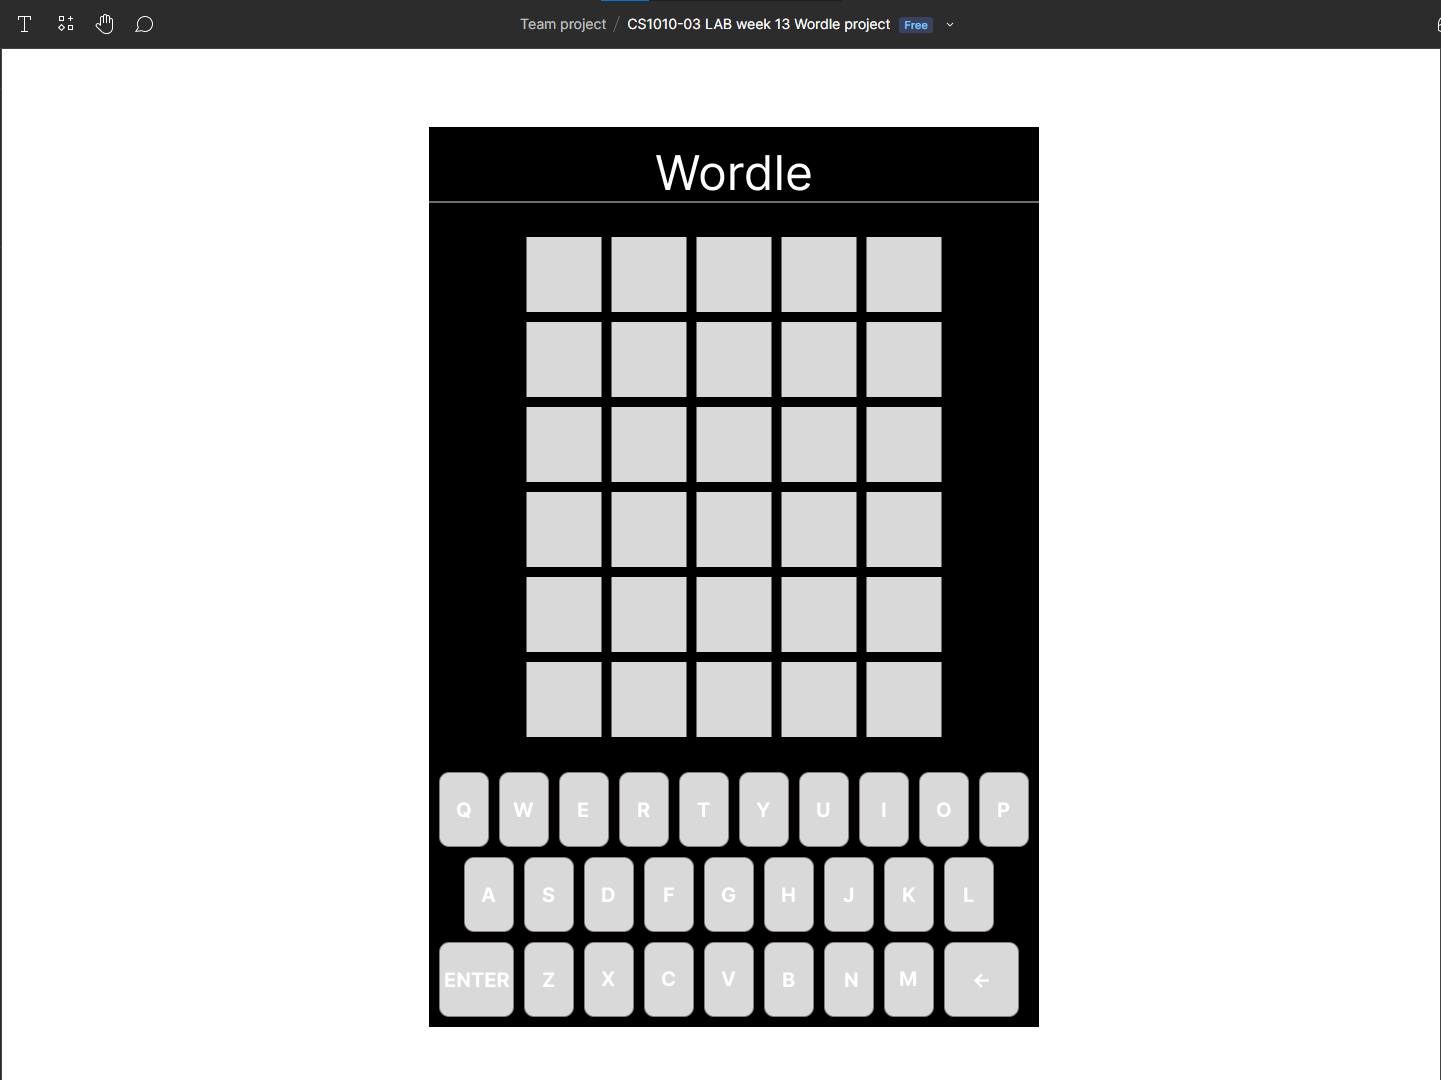 Team project / CS1010-03 LAB week 13 Wordle project Free
Wordle
Q W E R T Y U I O P
A S D F G H J K L
ENTER Z X C V B N M ←